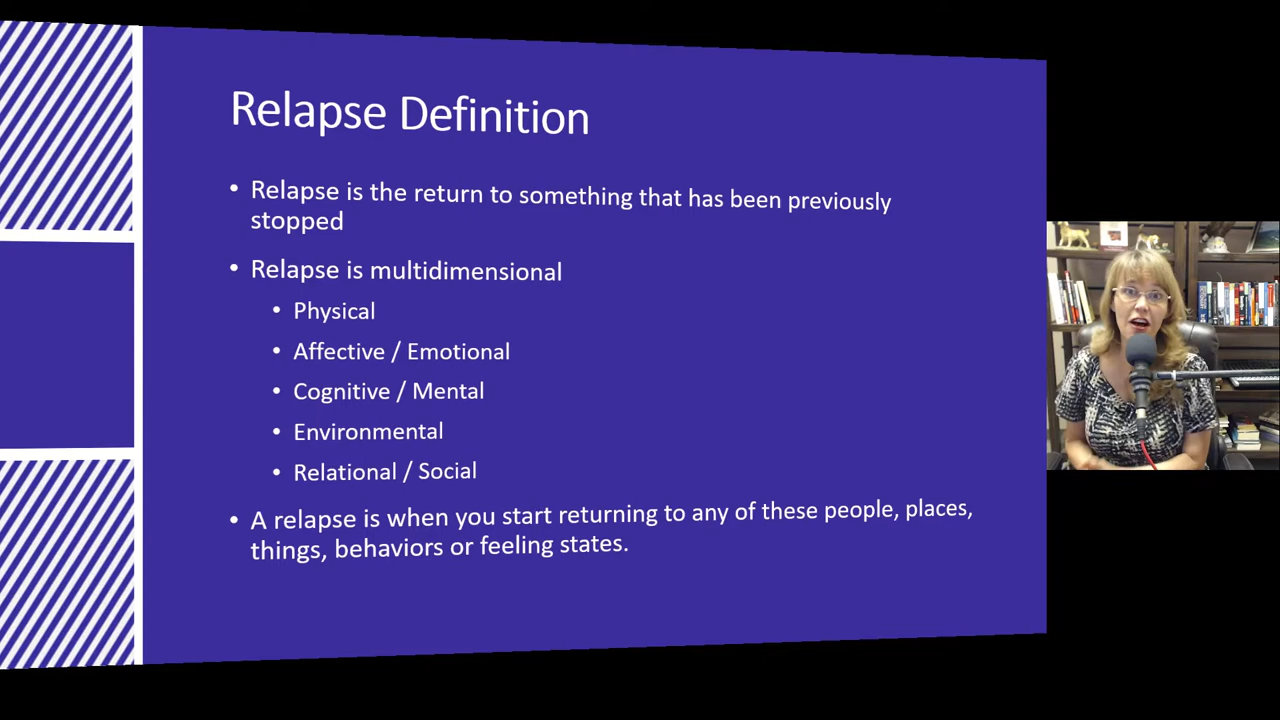 Relapse Definition
• Relapse is the return to something that has been previously
stopped
• Relapse is multidimensional
• Physical
• Affective / Emotional
• Cognitive / Mental
• Environmental
• Relational / Social
• A relapse is when you start returning to any of these people, places,
things, behaviors or feeling states.